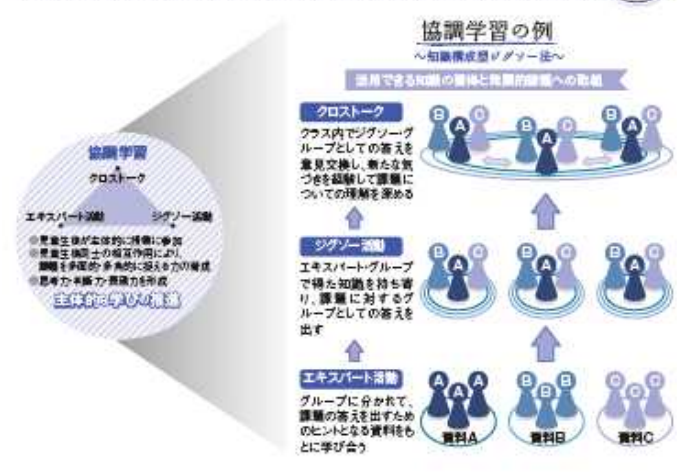 協調学習の例
～知識構成型ジグソー法～
活用できる知識の習得と発展的課題への取組
協調学習
クロストーク
エキスパート活動
ジグソー活動
●児童生徒が主体的に授業に参加
●児童生徒同士の相互作用により、
課題を多面的・多角的に捉える力の育成
●思考力・判断力・表現力を形成
主体的な学びの推進
クロストーク
クラス内でジグソー・グ
ループとしての答えを
意見交換し、新たな気
づきを経験して課題に
ついての理解を深める
B A C
B A C
B A C
ジグソー活動
エキスパート・グループ
で得た知識を持ち寄
り、課題に対するグ
ループとしての答えを
出す
B A C
B A C
B A C
エキスパート活動
グループに分かれて、
課題の答えを出すため
のヒントとなる資料をも
とに学び合う
A A A
B B B
C C C
資料A
資料B
資料C